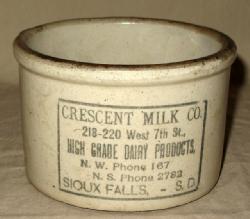 CRESCENT MILK CO.
218-220 West 7th St.,
HIGH GRADE DAIRY PRODUCTS,
N. W. Phone 167
N. S. Phone 2782
SIOUX FALLS, - S. D.